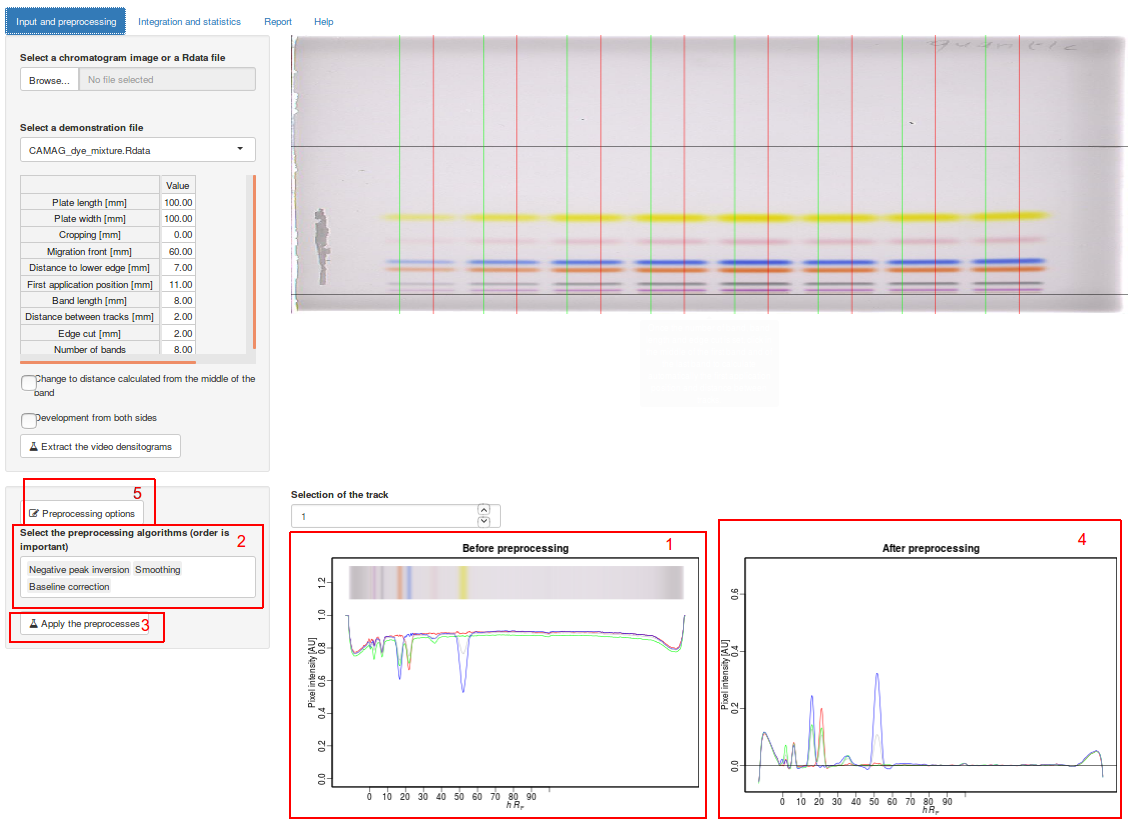 Input and preprocessing Integration and statistics Report Help
Select a chromatogram image or a Rdata file
Browse... No file selected
Select a demonstration file
CAMAG_dye_mixture.Rdata
Value
Plate length [mm] 100.00
Plate width [mm] 100.00
Cropping [mm] 0.00
Migration front [mm] 60.00
Distance to lower edge [mm] 7.00
First application position [mm] 11.00
Band length [mm] 8.00
Distance between tracks [mm] 2.00
Edge cut [mm] 2.00
Number of bands 8.00
Change to distance calculated from the middle of the
band
Development from both sides
Extract the video densitograms
5
Preprocessing options
Select the preprocessing algorithms (order is
important)
2
Negative peak inversion Smoothing
Baseline correction
Apply the preprocesses 3
Selection of the track
1
1
Before preprocessing
1.2
1.0
0.8
0.6
0.4
0.2
0.0
Pixel intensity [AU]
0 10 20 30 40 50 60 70 80 90
h RF
4
After preprocessing
0.6
0.4
0.2
0.0
Pixel intensity [AU]
0 10 20 30 40 50 60 70 80 90
h RF